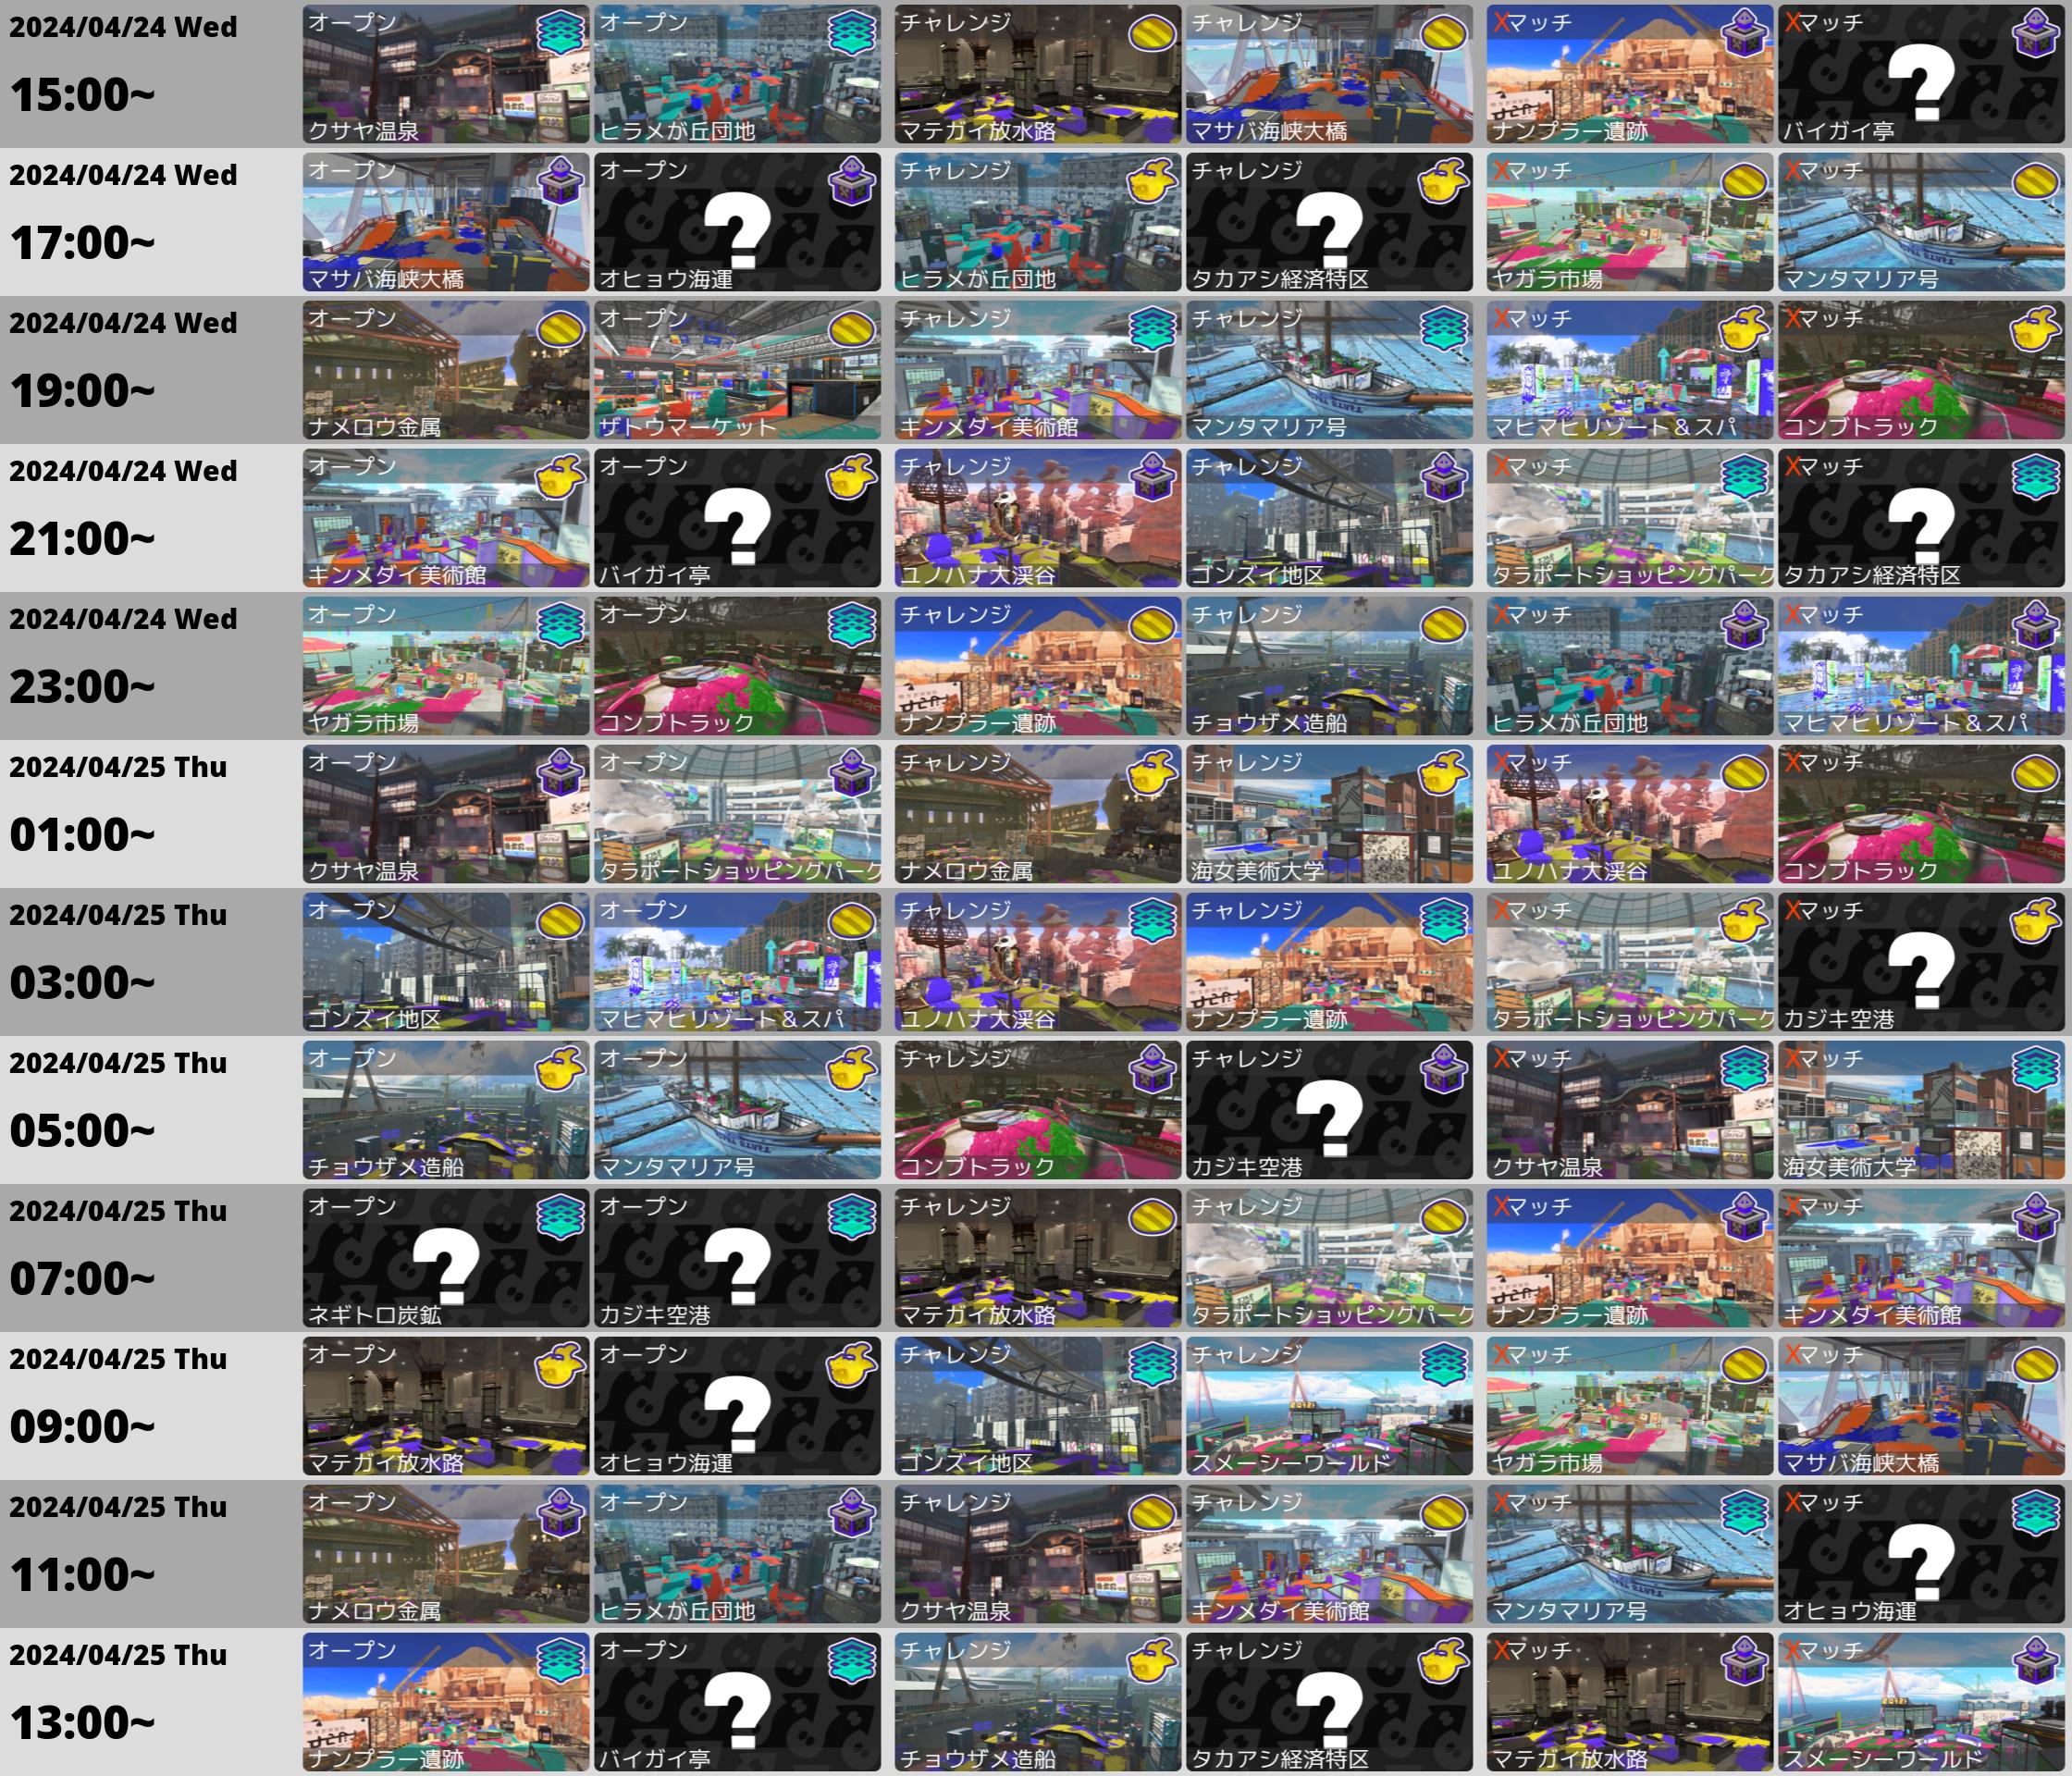 2024/04/24 Wed
15:00~
オープン オープン チャレンジ チャレンジ Xマッチ Xマッチ
クサヤ温泉 ヒラメが丘団地 マテガイ放水路 マサバ海峡大橋 ナンプラー遺跡 バイガイ亭
2024/04/24 Wed
17:00~
オープン オープン チャレンジ チャレンジ Xマッチ Xマッチ
マサバ海峡大橋 オヒョウ海運 ヒラメが丘団地 タカアシ経済特区 ヤガラ市場 マンタマリア号
2024/04/24 Wed
19:00~
オープン オープン チャレンジ チャレンジ Xマッチ Xマッチ
ナメロウ金属 ザトウマーケット キンメダイ美術館 マンタマリア号 マヒマヒリゾート&スパ コンブトラック
2024/04/24 Wed
21:00~
オープン オープン チャレンジ チャレンジ Xマッチ Xマッチ
キンメダイ美術館 バイガイ亭 ユノハナ大渓谷 ゴンズイ地区 タラポートショッピングパーク タカアシ経済特区
2024/04/24 Wed
23:00~
オープン オープン チャレンジ チャレンジ Xマッチ Xマッチ
ヤガラ市場 コンブトラック ナンプラー遺跡 チョウザメ造船 ヒラメが丘団地 マヒマヒリゾート&スパ
2024/04/25 Thu
01:00~
オープン オープン チャレンジ チャレンジ Xマッチ Xマッチ
クサヤ温泉 タラポートショッピングパーク ナメロウ金属 海女美術大学 ユノハナ大渓谷 コンブトラック
2024/04/25 Thu
03:00~
オープン オープン チャレンジ チャレンジ Xマッチ Xマッチ
ゴンズイ地区 マヒマヒリゾート&スパ ユノハナ大渓谷 ナンプラー遺跡 タラポートショッピングパーク カジキ空港
2024/04/25 Thu
05:00~
オープン オープン チャレンジ チャレンジ Xマッチ Xマッチ
チョウザメ造船 マンタマリア号 コンブトラック カジキ空港 クサヤ温泉 海女美術大学
2024/04/25 Thu
07:00~
オープン オープン チャレンジ チャレンジ Xマッチ Xマッチ
ネギトロ炭鉱 カジキ空港 マテガイ放水路 タラポートショッピングパーク ナンプラー遺跡 キンメダイ美術館
2024/04/25 Thu
09:00~
オープン オープン チャレンジ チャレンジ Xマッチ Xマッチ
マテガイ放水路 オヒョウ海運 ゴンズイ地区 スメーシーワールド ヤガラ市場 マサバ海峡大橋
2024/04/25 Thu
11:00~
オープン オープン チャレンジ チャレンジ Xマッチ Xマッチ
ナメロウ金属 ヒラメが丘団地 クサヤ温泉 キンメダイ美術館 マンタマリア号 オヒョウ海運
2024/04/25 Thu
13:00~
オープン オープン チャレンジ チャレンジ Xマッチ Xマッチ
ナンプラー遺跡 バイガイ亭 チョウザメ造船 タカアシ経済特区 マテガイ放水路 スメーシーワールド